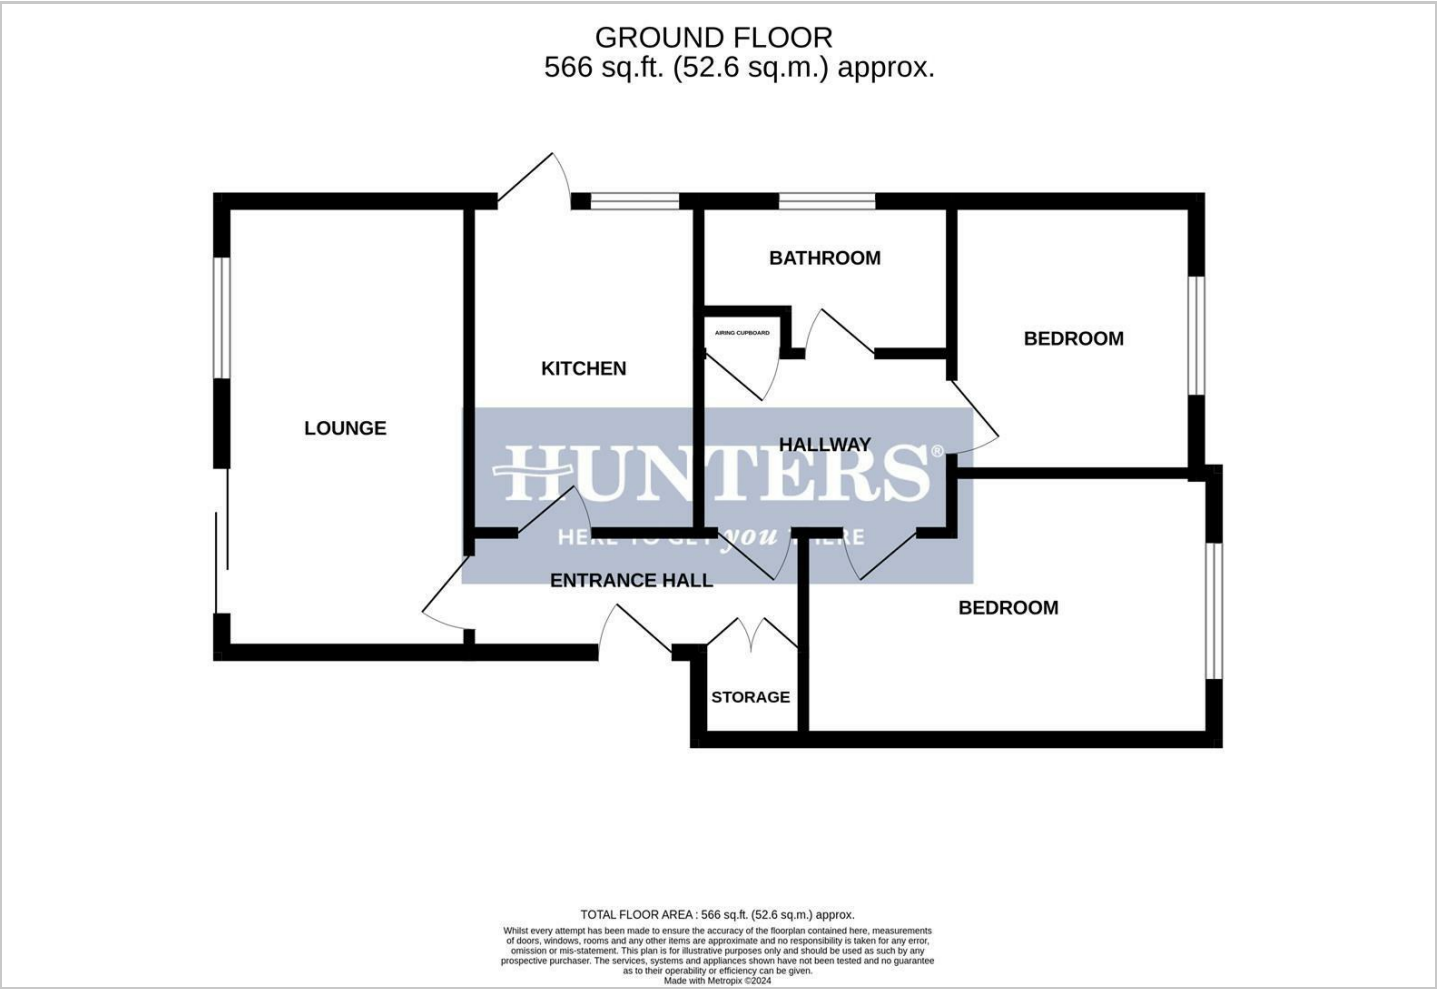 GROUND FLOOR
566 sq.ft. (52.6 sq.m.) approx.
BATHROOM
AIRING CUPBOARD
BEDROOM
KITCHEN
LOUNGE
HALLWAY
HUNTERS®
HERE TO GET you THERE
ENTRANCE HALL
BEDROOM
STORAGE
TOTAL FLOOR AREA : 566 sq.ft. (52.6 sq.m.) approx.
Whilst every attempt has been made to ensure the accuracy of the floorplan contained here, measurements
of doors, windows, rooms and any other items are approximate and no responsibility is taken for any error,
omission or mis-statement. This plan is for illustrative purposes only and should be used as such by any
prospective purchaser. The services, systems and appliances shown have not been tested and no guarantee
as to their operability or efficiency can be given.
Made with Metropix ©2024